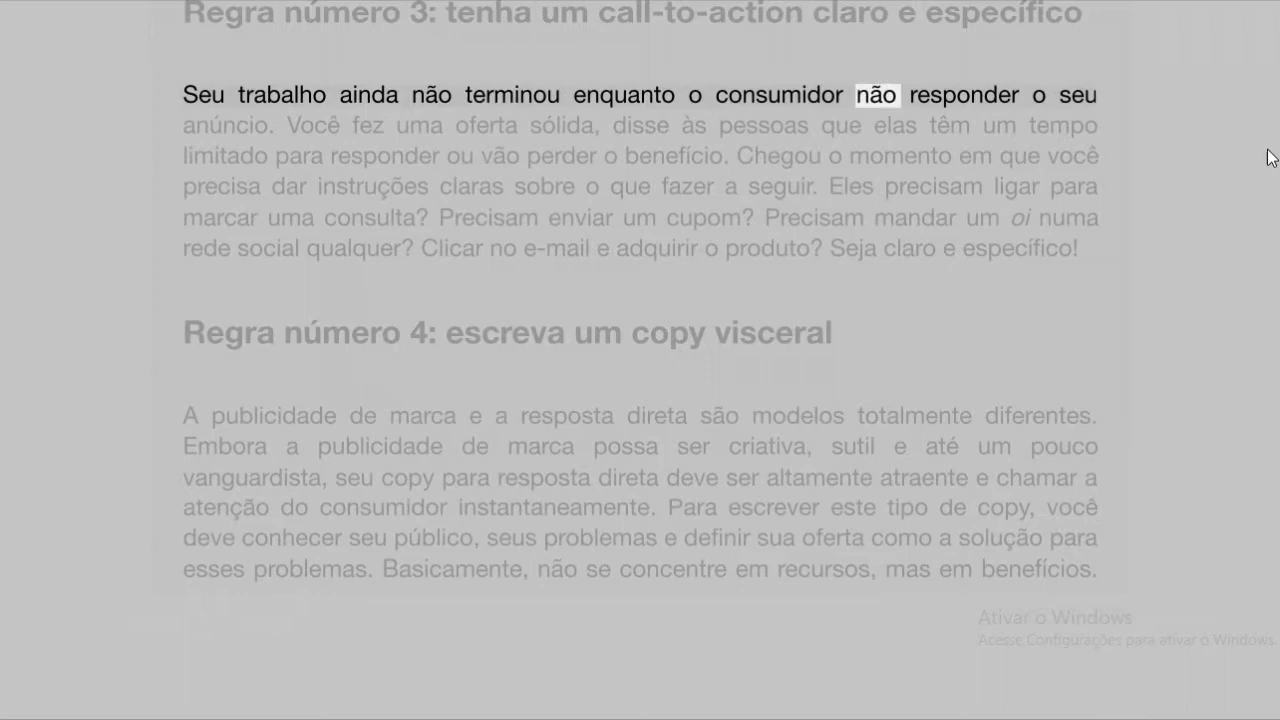 Regra número 3: tenha um call-to-action claro e específico
Seu trabalho ainda não terminou enquanto o consumidor não responder o seu
anúncio. Você fez uma oferta sólida, disse às pessoas que elas têm um tempo
limitado para responder ou vão perder o benefício. Chegou o momento em que você
precisa dar instruções claras sobre o que fazer a seguir. Eles precisam ligar para
marcar uma consulta? Precisam enviar um cupom? Precisam mandar um oi numa
rede social qualquer? Clicar no e-mail e adquirir o produto? Seja claro e específico!
Regra número 4: escreva um copy visceral
A publicidade de marca e a resposta direta são modelos totalmente diferentes.
Embora a publicidade de marca possa ser criativa, sutil e até um pouco
vanguardista, seu copy para resposta direta deve ser altamente atraente e chamar a
atenção do consumidor instantaneamente. Para escrever este tipo de copy, você
deve conhecer seu público, seus problemas e definir sua oferta como a solução para
esses problemas. Basicamente, não se concentre em recursos, mas em benefícios.
Ativar o Windows
Acesse Configurações para ativar o Windows.